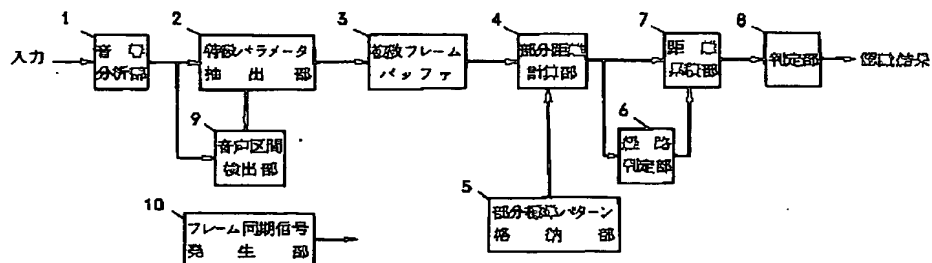 1
2
3
4
7
8
入力
音響
分析部
特徴パラメータ
抽出部
複数フレーム
バッファ
部分距離
計算部
距離
累積部
判定部
認識結果
9
音声区間
検出部
6
経路
判定部
10
フレーム同期信号
発生部
5
部分標準パターン
格納部